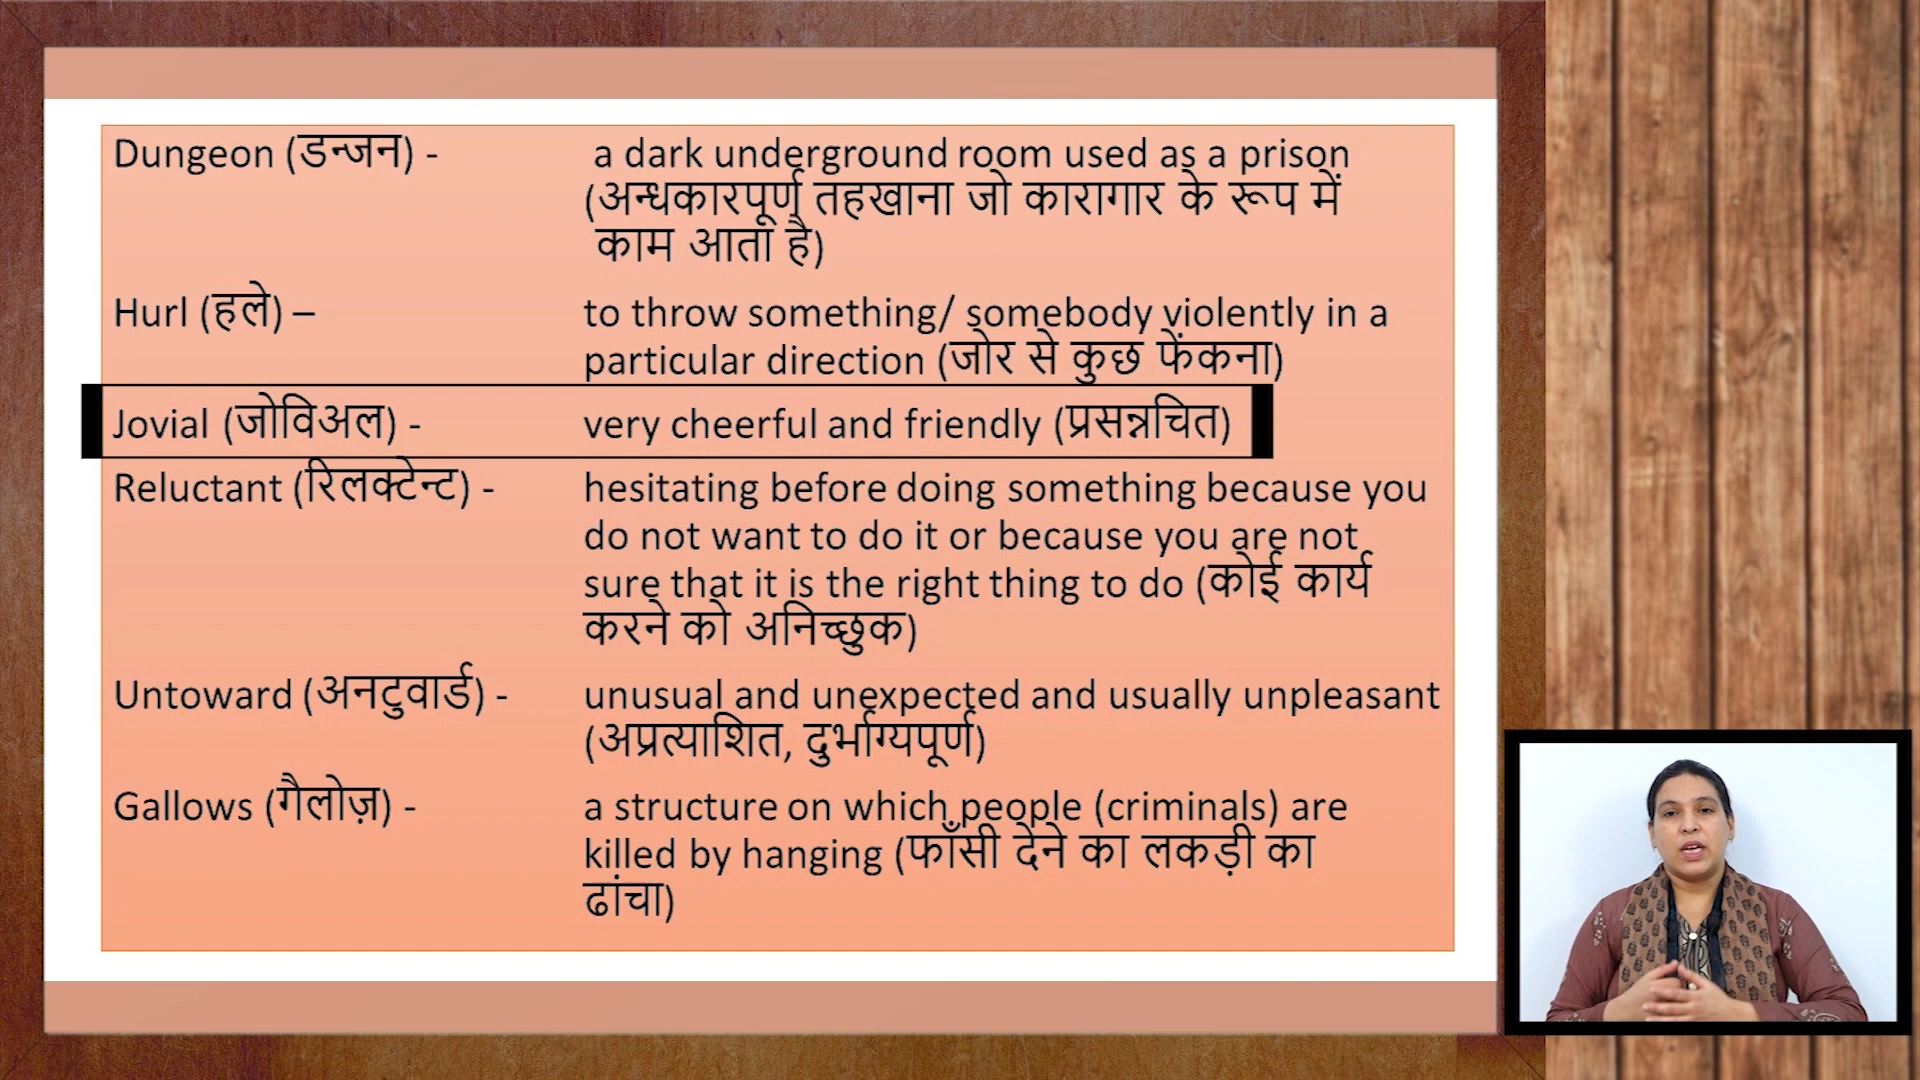 Dungeon (डन्जन) - a dark underground room used as a prison
(अन्धकारपूर्ण तहखाना जो कारागार के रूप में
काम आता है)
Hurl (हले) – to throw something/ somebody violently in a
particular direction (जोर से कुछ फेंकना)
Jovial (जोविअल) - very cheerful and friendly (प्रसन्नचित)
Reluctant (रिलक्टेन्ट) - hesitating before doing something because you
do not want to do it or because you are not
sure that it is the right thing to do (कोई कार्य
करने को अनिच्छुक)
Untoward (अनटुवार्ड) - unusual and unexpected and usually unpleasant
(अप्रत्याशित, दुर्भाग्यपूर्ण)
Gallows (गैलोज़) - a structure on which people (criminals) are
killed by hanging (फाँसी देने का लकड़ी का
ढांचा)